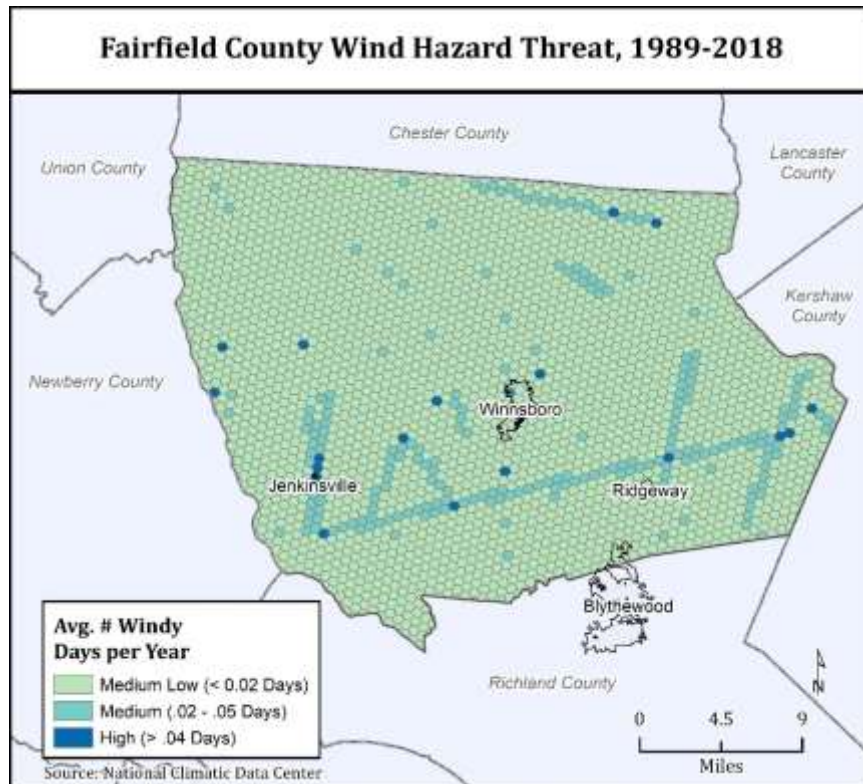 Fairfield County Wind Hazard Threat, 1989-2018
Chester County
Union County
Lancaster
County
Kershaw
County
Newberry County
Winnsboro
Jenkinsville
Ridgeway
Blythewood
Avg. # Windy
Days per Year
Medium Low (< 0.02 Days)
Medium (.02 - .05 Days)
High (> .04 Days)
Richland County
N
0 4.5 9
Miles
Source: National Climatic Data Center